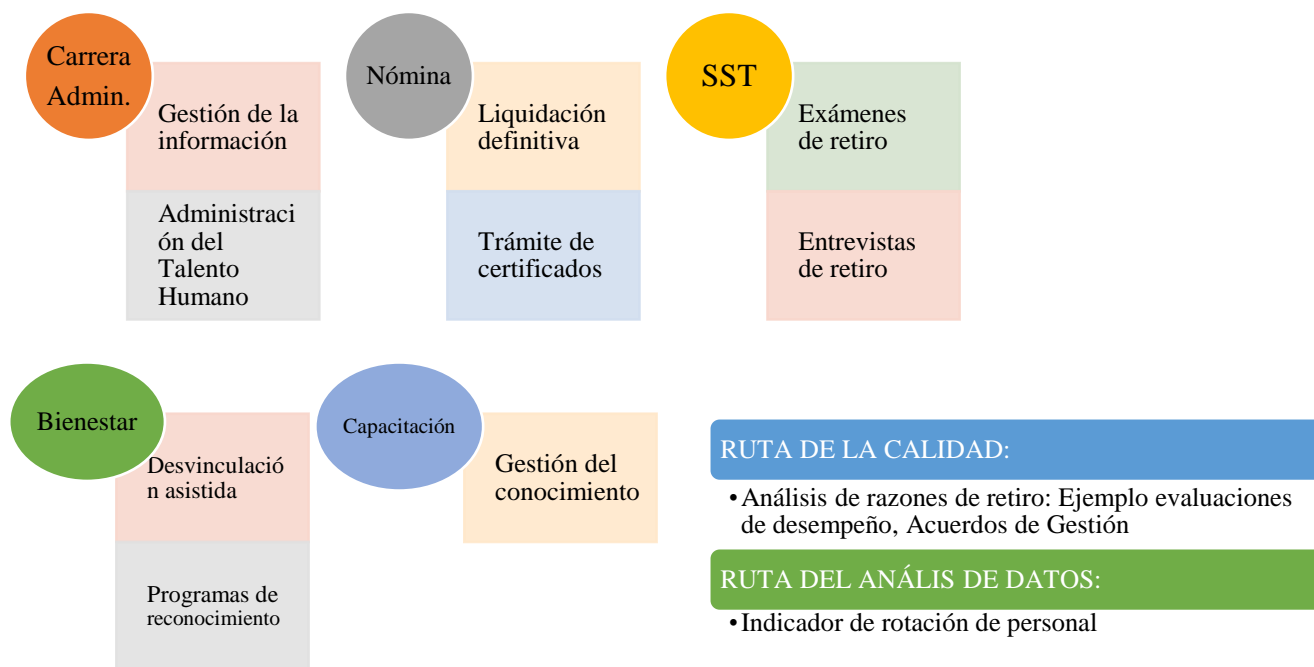 Carrera
Admin.
Gestión de la
información
Administraci
ón del
Talento
Humano
Nómina
Liquidación
definitiva
Trámite de
certificados
SST
Exámenes
de retiro
Entrevistas
de retiro
Bienestar
Desvinculació
n asistida
Programas de
reconocimiento
Capacitación
Gestión del
conocimiento
RUTA DE LA CALIDAD:
•Análisis de razones de retiro: Ejemplo evaluaciones
de desempeño, Acuerdos de Gestión
RUTA DEL ANÁLIS DE DATOS:
•Indicador de rotación de personal